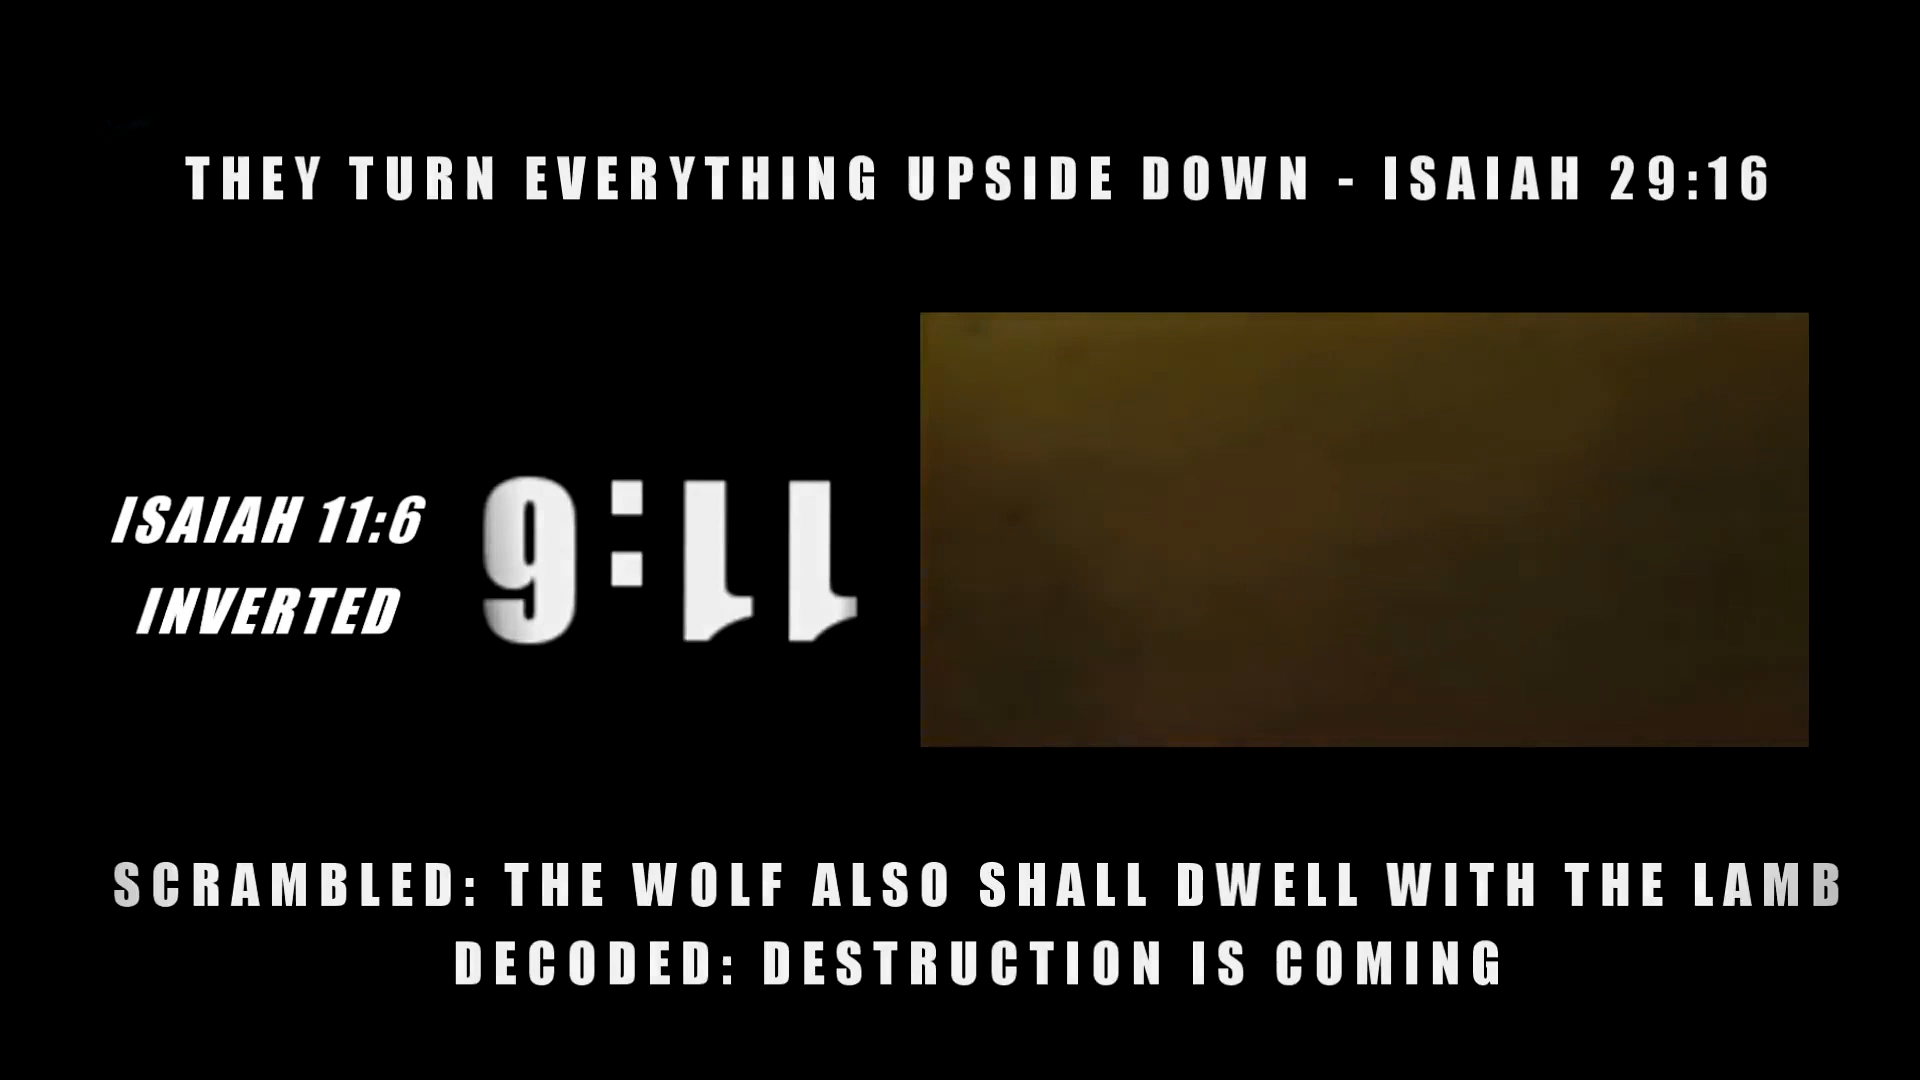 THEY TURN EVERYTHING UPSIDE DOWN - ISAIAH 29:16
ISAIAH 11:6
INVERTED
11:6
SCRAMBLED: THE WOLF ALSO SHALL DWELL WITH THE LAMB
DECODED: DESTRUCTION IS COMING